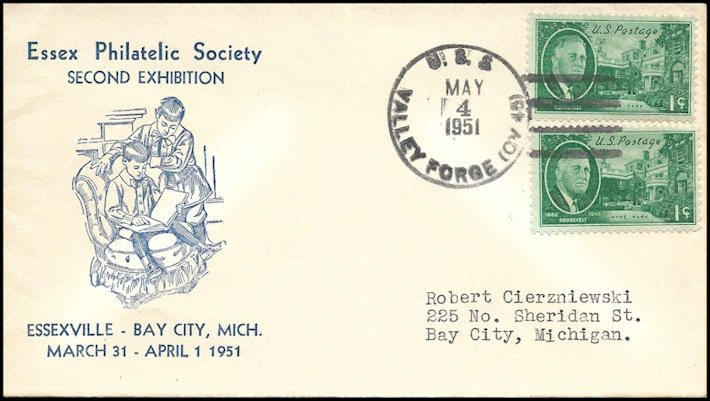 Essex Philatelic Society
SECOND EXHIBITION
ESSEXVILLE - BAY CITY, MICH.
MARCH 31 - APRIL 1 1951
U. S. S.
VALLEY FORGE (CV 45)
MAY
4
1951
U.S. Postage
PARK
1¢
U.S. Postage
1882 1945
ROOSEVELT
HYDE PARK
1¢
Robert Cierzniewski
225 No. Sheridan St.
Bay City, Michigan.